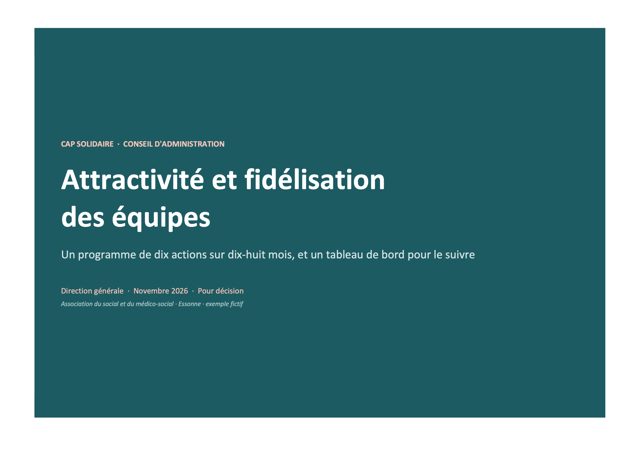 CAP SOLIDAIRE · CONSEIL D'ADMINISTRATION
Attractivité et fidélisation
des équipes
Un programme de dix actions sur dix-huit mois, et un tableau de bord pour le suivre
Direction générale · Novembre 2026 · Pour décision
Association du social et du médico-social · Essonne · exemple fictif